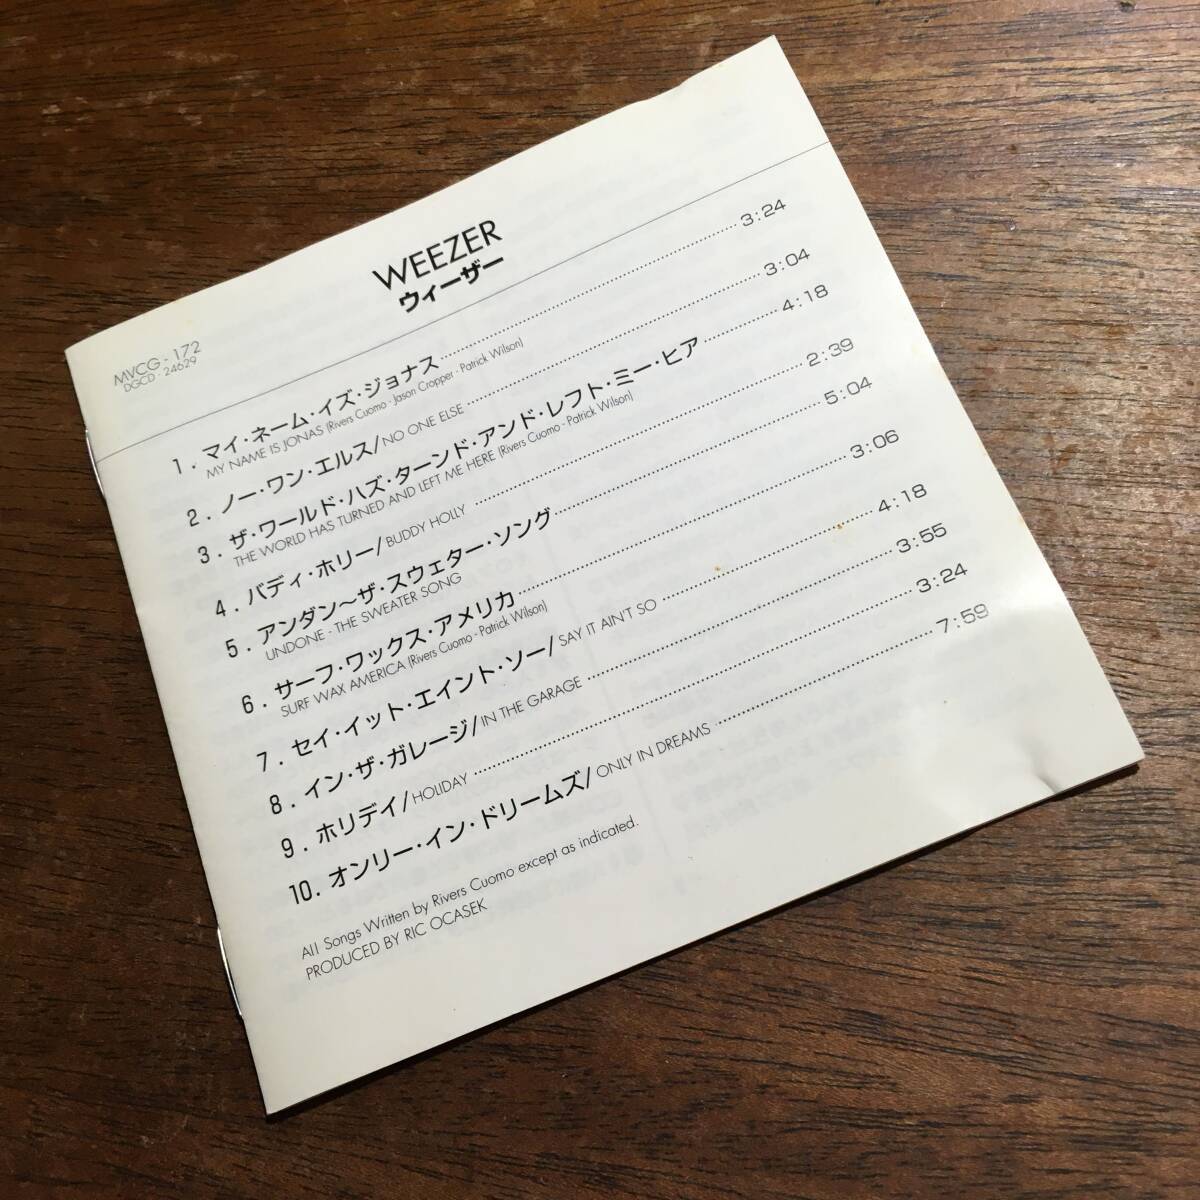 WEEZER
ウィーザー
MVCG-172
DGCD-24629
1. マイ・ネーム・イズ・ジョナス 3:24
MY NAME IS JONAS (Rivers Cuomo - Jason Cropper - Patrick Wilson)
2. ノー・ワン・エルス/NO ONE ELSE 3:04
3. ザ・ワールド・ハズ・ターンド・アンド・レフト・ミー・ヒア 4:18
THE WORLD HAS TURNED AND LEFT ME HERE (Rivers Cuomo - Patrick Wilson)
4. バディ・ホリー/BUDDY HOLLY 2:39
5. アンダン〜ザ・スウェター・ソング 5:04
UNDONE - THE SWEATER SONG
6. サーフ・ワックス・アメリカ 3:06
SURF WAX AMERICA (Rivers Cuomo - Patrick Wilson)
7. セイ・イット・エイント・ソー/SAY IT AIN'T SO 4:18
8. イン・ザ・ガレージ/IN THE GARAGE 3:55
9. ホリデイ/HOLIDAY 3:24
10. オンリー・イン・ドリームズ/ONLY IN DREAMS 7:59
All Songs Written by Rivers Cuomo except as indicated.
PRODUCED BY RIC OCASEK